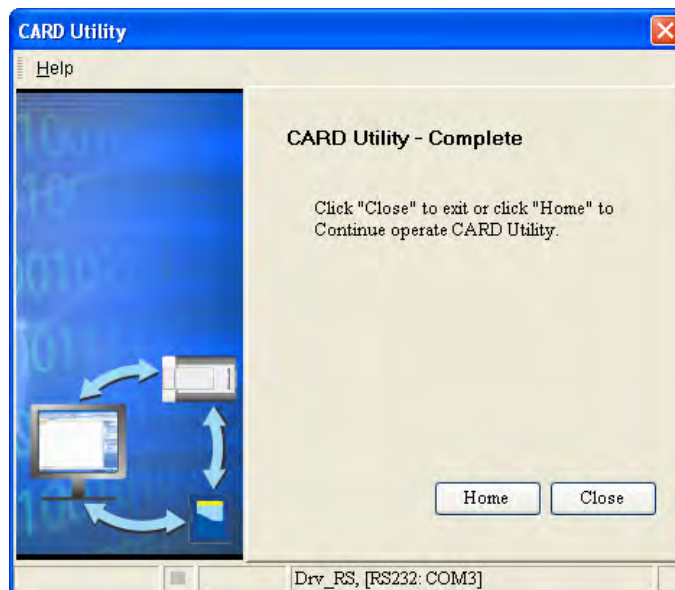 CARD Utility
Help
CARD Utility - Complete
Click "Close" to exit or click "Home" to
Continue operate CARD Utility.
Home
Close
Drv_RS, [RS232: COM3]